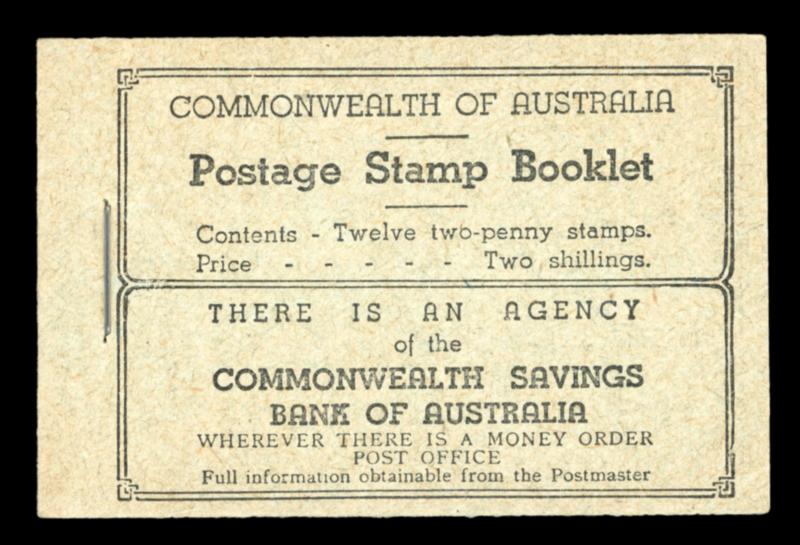 COMMONWEALTH OF AUSTRALIA
Postage Stamp Booklet
Contents - Twelve two-penny stamps.
Price - - - - - Two shillings.
THERE IS AN AGENCY
of the
COMMONWEALTH SAVINGS
BANK OF AUSTRALIA
WHEREVER THERE IS A MONEY ORDER
POST OFFICE
Full information obtainable from the Postmaster